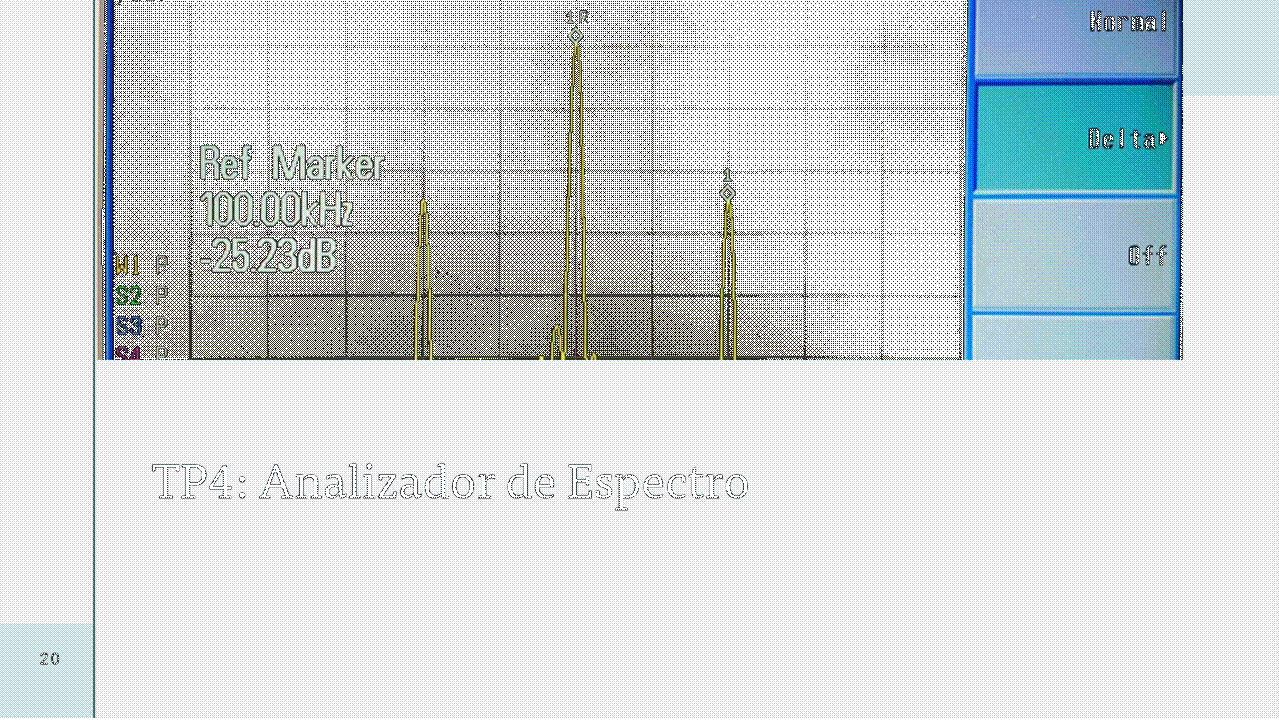 Normal
Delta
Ref Marker
100.00kHz
-25.23dB
Off
1
W1 P
S2 P
S3 P
S4 P
TP4: Analizador de Espectro
20